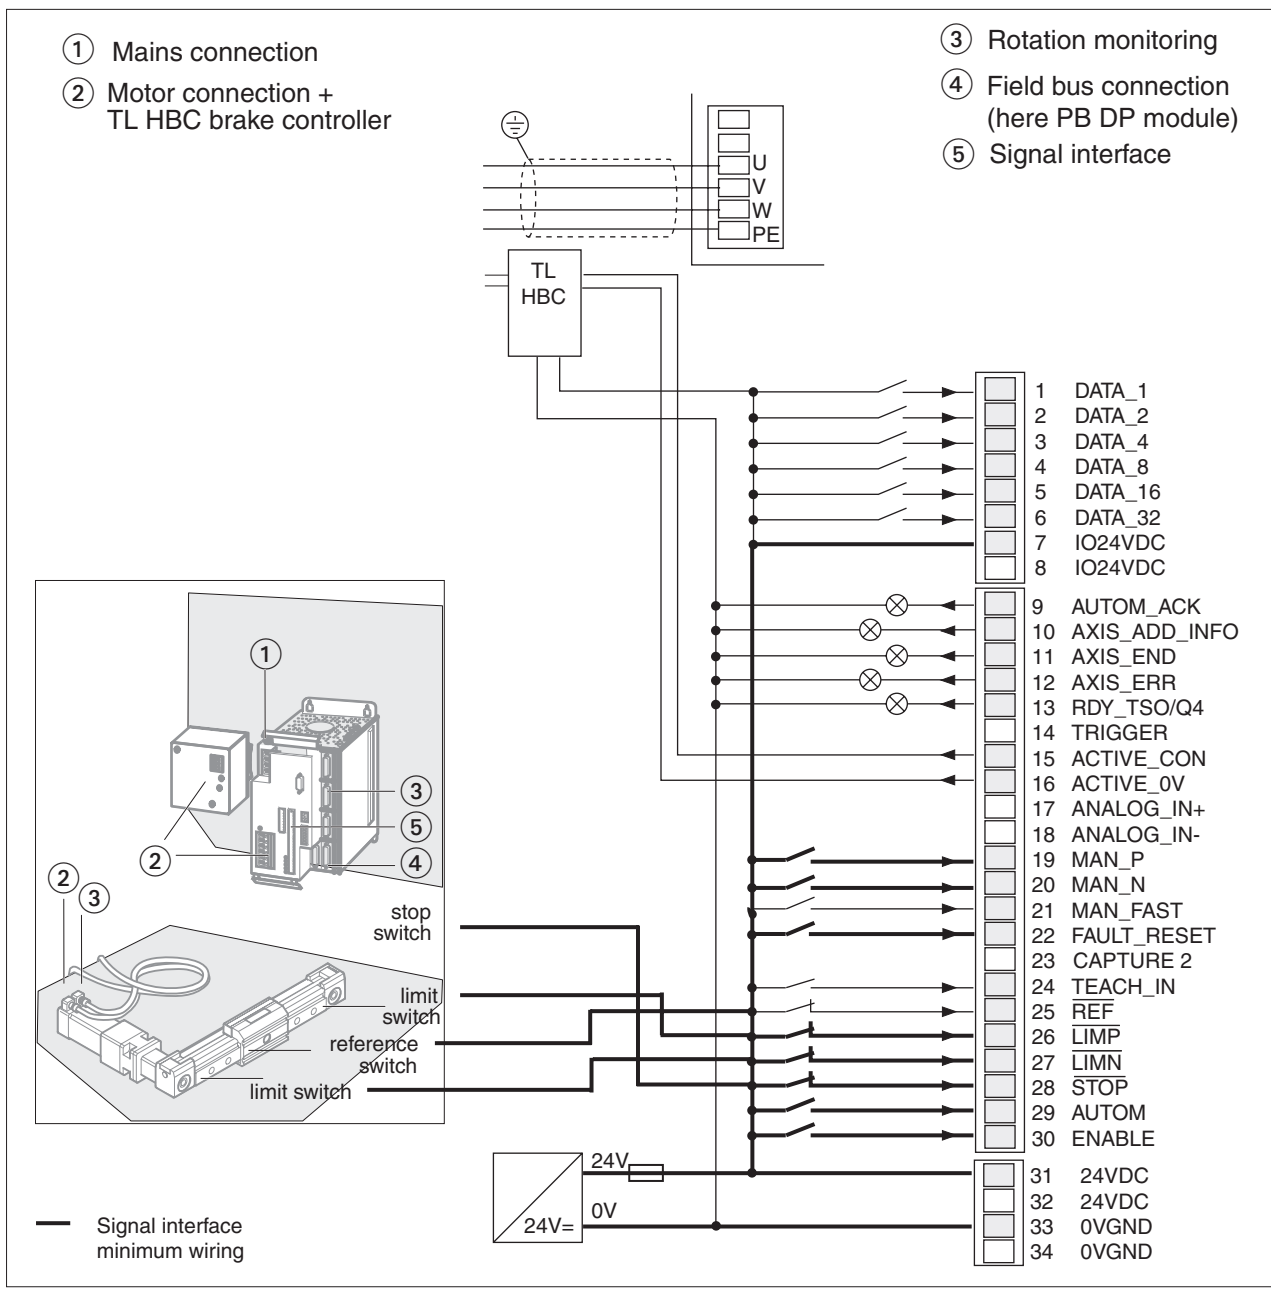 1 Mains connection
2 Motor connection +
TL HBC brake controller
3 Rotation monitoring
4 Field bus connection
(here PB DP module)
5 Signal interface
U
V
W
PE
TL
HBC
1 DATA_1
2 DATA_2
3 DATA_4
4 DATA_8
5 DATA_16
6 DATA_32
7 IO24VDC
8 IO24VDC
9 AUTOM_ACK
10 AXIS_ADD_INFO
11 AXIS_END
12 AXIS_ERR
13 RDY_TSO/Q4
14 TRIGGER
15 ACTIVE_CON
16 ACTIVE_0V
17 ANALOG_IN+
18 ANALOG_IN-
19 MAN_P
20 MAN_N
21 MAN_FAST
22 FAULT_RESET
23 CAPTURE 2
24 TEACH_IN
25 R̅E̅F̅
26 L̅I̅M̅P̅
27 L̅I̅M̅N̅
28 S̅T̅O̅P̅
29 AUTOM
30 ENABLE
31 24VDC
32 24VDC
33 0VGND
34 0VGND
1
3
5
4
2
2
3
stop
switch
limit
switch
reference
switch
limit switch
24V
0V
24V=
Signal interface
minimum wiring